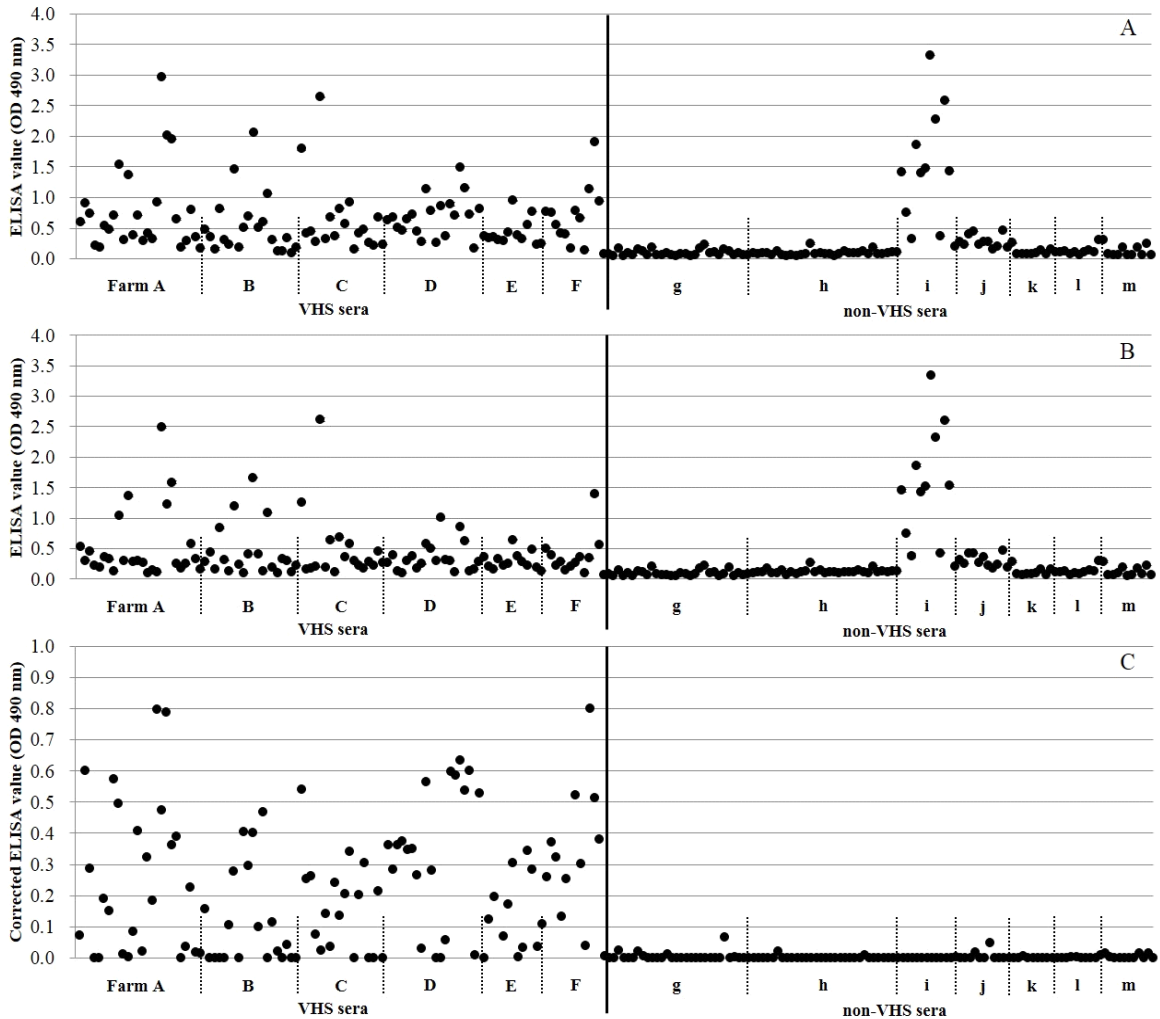 ELISA value (OD 490 nm)
4.0
3.5
3.0
2.5
2.0
1.5
1.0
0.5
0.0
A
Farm A B C D E F g h i j k l m
VHS sera non-VHS sera
ELISA value (OD 490 nm)
4.0
3.5
3.0
2.5
2.0
1.5
1.0
0.5
0.0
B
Farm A B C D E F g h i j k l m
VHS sera non-VHS sera
Corrected ELISA value (OD 490 nm)
1.0
0.9
0.8
0.7
0.6
0.5
0.4
0.3
0.2
0.1
0.0
C
Farm A B C D E F g h i j k l m
VHS sera non-VHS sera